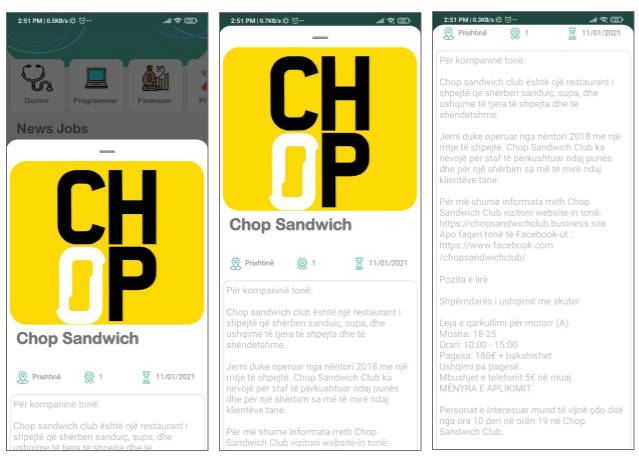 2:51 PM | 0.5KB/s
Doctor
Programmer
Financier
News Jobs
CH
OP
Chop Sandwich
Prishtinë
1
11/01/2021
Për kompaninë tonë:
Chop sandwich club është një restaurant i
shpejtë që shërben sanduiç, supa, dhe
ushqime të tjera të shpejta dhe të
2:51 PM | 0.7KB/s
CH
OP
Chop Sandwich
Prishtinë
1
11/01/2021
Për kompaninë tonë:
Chop sandwich club është një restaurant i
shpejtë që shërben sanduiç, supa, dhe
ushqime të tjera të shpejta dhe të
shëndetshme.
Jemi duke operuar nga nëntori 2018 me një
rritje të shpejtë. Chop Sandwich Club ka
nevojë për staf të përkushtuar ndaj punës
dhe për një shërbim sa më të mirë ndaj
klientëve tane.
Për më shume informata rreth Chop
Sandwich Club vizitoni website-in tonë:
2:51 PM | 0.3KB/s
Prishtinë
1
11/01/2021
Për kompaninë tonë:
Chop sandwich club është një restaurant i
shpejtë që shërben sanduiç, supa, dhe
ushqime të tjera të shpejta dhe të
shëndetshme.
Jemi duke operuar nga nëntori 2018 me një
rritje të shpejtë. Chop Sandwich Club ka
nevojë për staf të përkushtuar ndaj punës
dhe për një shërbim sa më të mirë ndaj
klientëve tane.
Për më shume informata rreth Chop
Sandwich Club vizitoni website-in tonë:
https://chopsandwichclub.business.site
Apo faqen tonë të Facebook-ut :
https://www.facebook.com
/chopsandwichclub/
Pozita e lirë
Shpërndarës i ushqimit me skuter
Leja e qarkullimi për motorr (A)
Mosha: 18-25
Orari: 10:00 - 15:00
Pagesa: 180€ + bakshishet
Ushqimi pa pagesë.
Mbushjet e telefonit 5€ në muaj.
MËNYRA E APLIKIMIT
Personat e interesuar mund të vijnë çdo ditë
nga ora 10 deri në orën 19 në Chop
Sandwich Club.